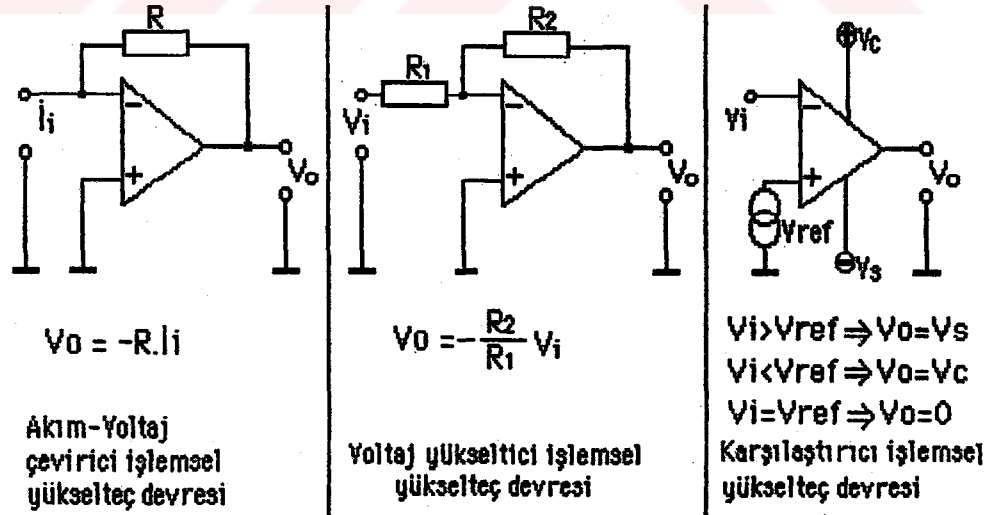 R
İi
Vo
Vo = -R.İi
Akım-Voltaj
çevirici işlemsel
yükselteç devresi
R2
R1
Vi
Vo
Vo = - R2/R1 Vi
Voltaj yükseltici işlemsel
yükselteç devresi
Vc
Vi
Vo
Vref
Vs
Vi>Vref⇒Vo=Vs
Vi<Vref⇒Vo=Vc
Vi=Vref⇒Vo=0
Karşılaştırıcı işlemsel
yükselteç devresi